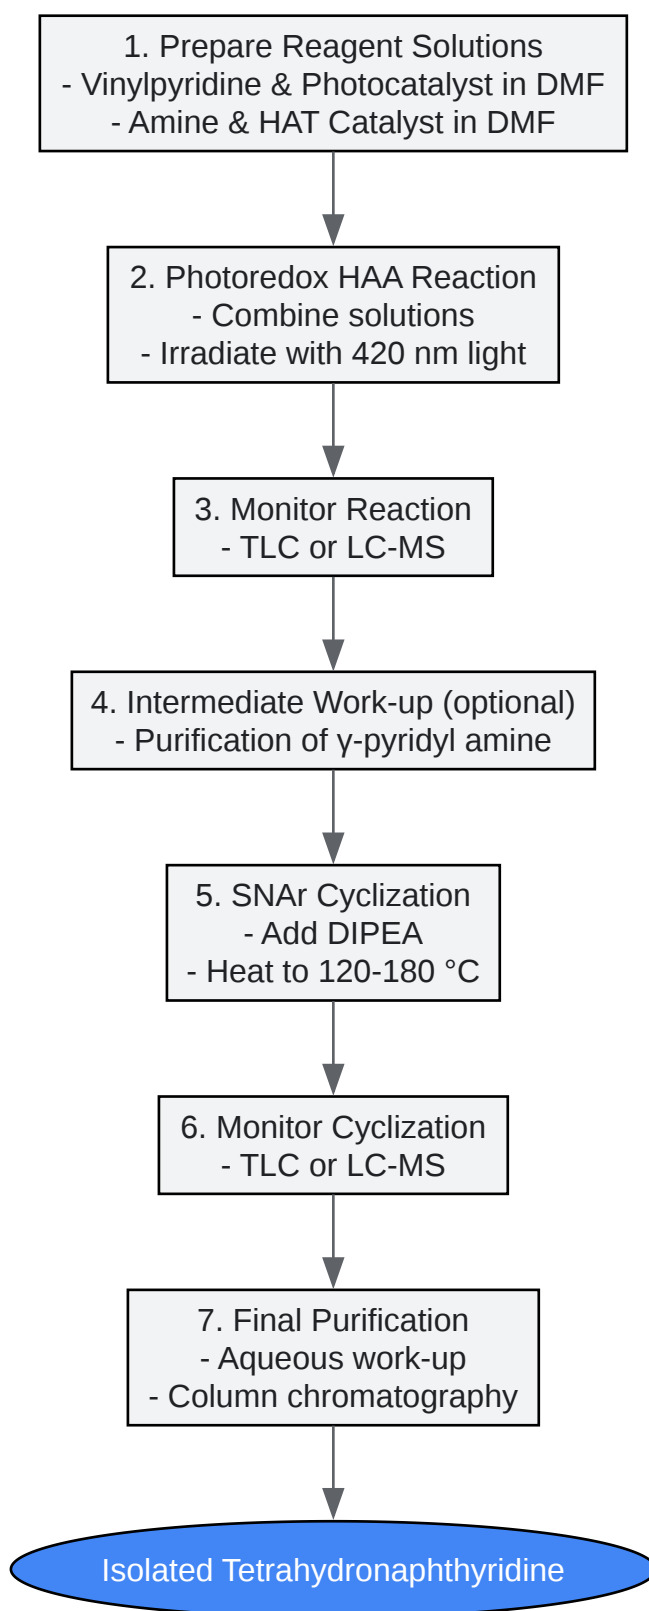 1. Prepare Reagent Solutions
- Vinylpyridine & Photocatalyst in DMF
- Amine & HAT Catalyst in DMF
2. Photoredox HAA Reaction
- Combine solutions
- Irradiate with 420 nm light
3. Monitor Reaction
- TLC or LC-MS
4. Intermediate Work-up (optional)
- Purification of γ-pyridyl amine
5. SNAr Cyclization
- Add DIPEA
- Heat to 120-180 °C
6. Monitor Cyclization
- TLC or LC-MS
7. Final Purification
- Aqueous work-up
- Column chromatography
Isolated Tetrahydronaphthyridine